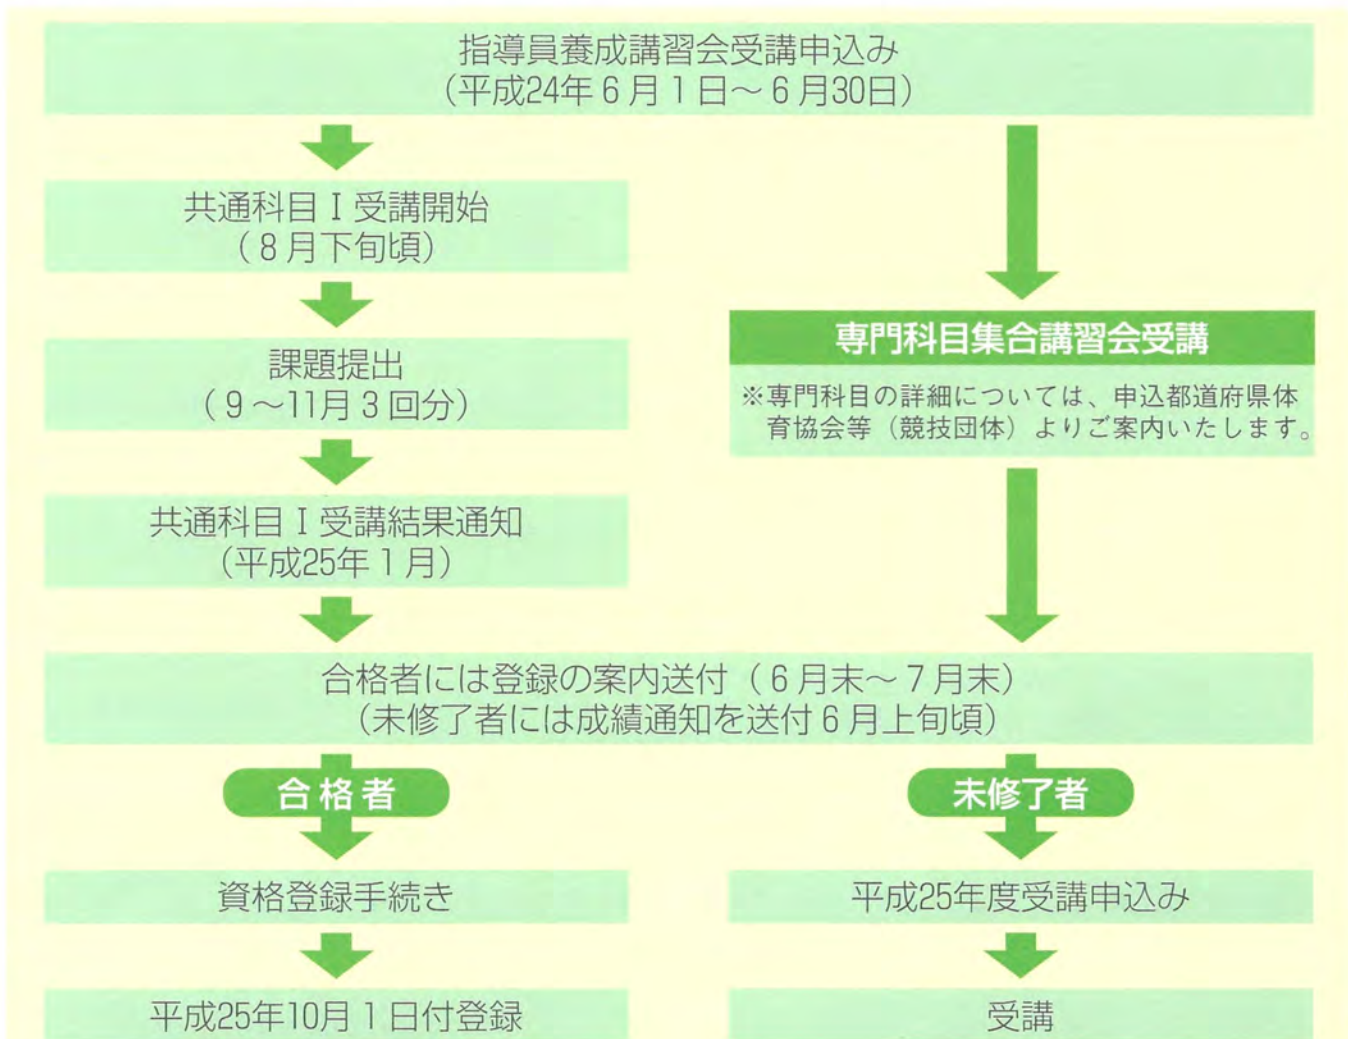 指導員養成講習会受講申込み
(平成24年6月1日～6月30日)
共通科目Ⅰ受講開始
(8月下旬頃)
課題提出
(9～11月3回分)
共通科目Ⅰ受講結果通知
(平成25年1月)
専門科目集合講習会受講
※専門科目の詳細については、申込都道府県体
育協会等（競技団体）よりご案内いたします。
合格者には登録の案内送付（6月末～7月末）
(未修了者には成績通知を送付6月上旬頃)
合格者
資格登録手続き
平成25年10月1日付登録
未修了者
平成25年度受講申込み
受講